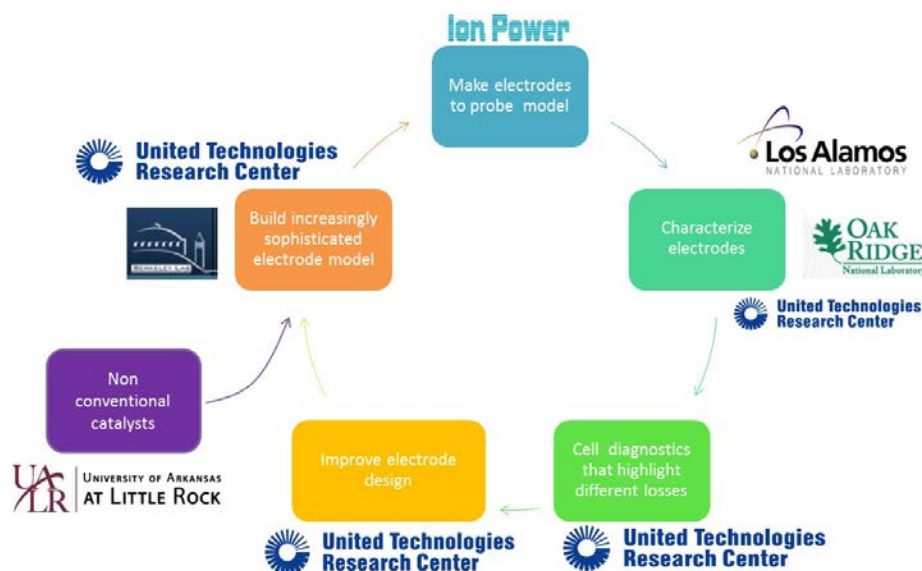 Ion Power
Make electrodes
to probe model
United Technologies
Research Center
Los Alamos
NATIONAL LABORATORY
Build increasingly
sophisticated
electrode model
BERKELEY LAB
Characterize
electrodes
OAK
RIDGE
National Laboratory
United Technologies
Research Center
Non
conventional
catalysts
UALR
UNIVERSITY OF ARKANSAS
AT LITTLE ROCK
Improve electrode
design
United Technologies
Research Center
Cell diagnostics
that highlight
different losses
United Technologies
Research Center